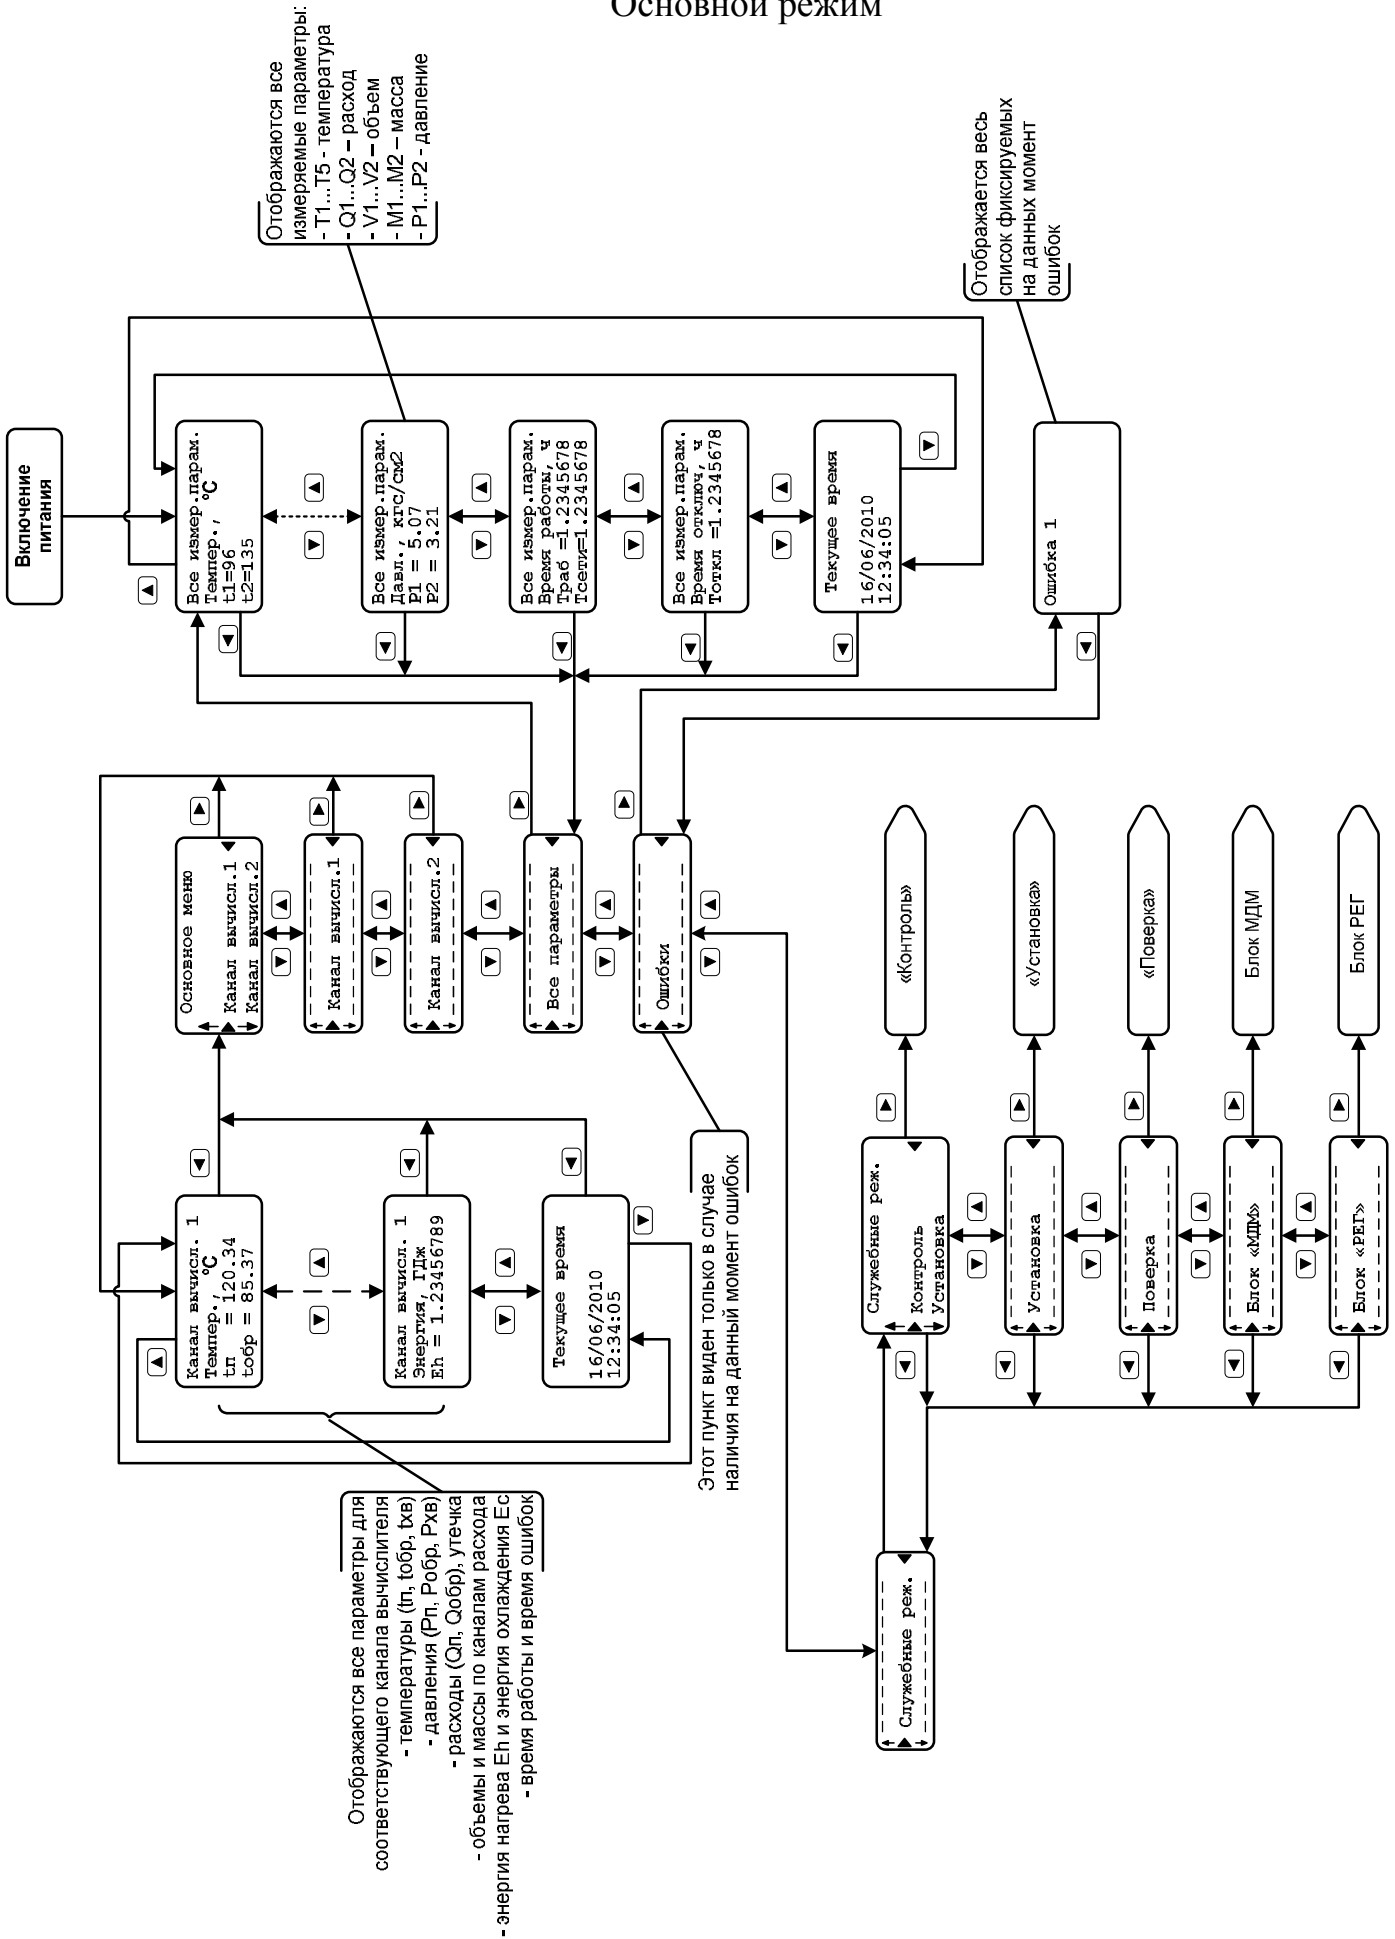 Основной режим
Включение
питания
Все измер.парам.
Темпер., °C
t1=96
t2=135
Все измер.парам.
Давл., кгс/см2
P1 = 5.07
P2 = 3.21
Все измер.парам.
Время работы, ч
Траб =1.2345678
Тсети=1.2345678
Все измер.парам.
Время отключ, ч
Тоткл =1.2345678
Текущее время
16/06/2010
12:34:05
Ошибка 1
Отображаются все
измеряемые параметры:
- Т1...Т5 - температура
- Q1...Q2 – расход
- V1...V2 – объем
- М1...М2 – масса
- Р1...Р2 - давление
Отображается весь
список фиксируемых
на данных момент
ошибок
Основное меню
Канал вычисл.1
Канал вычисл.2
Канал вычисл.1
Канал вычисл.2
Все параметры
Ошибки
Канал вычисл. 1
Темпер., °C
tп = 120.34
tобр = 85.37
Канал вычисл. 1
Энергия, ГДж
Eh = 1.23456789
Текущее время
16/06/2010
12:34:05
Отображаются все параметры для
соответствующего канала вычислителя
- температуры (tп, tобр, tхв)
- давления (Рп, Робр, Рхв)
- расходы (Qп, Qобр), утечка
- объемы и массы по каналам расхода
- энергия нагрева Eh и энергия охлаждения Ec
- время работы и время ошибок
Этот пункт виден только в случае
наличия на данный момент ошибок
Служебные реж.
Служебные реж.
Контроль
Установка
Установка
Поверка
Блок «МДМ»
Блок «РЕГ»
«Контроль»
«Установка»
«Поверка»
Блок МДМ
Блок РЕГ